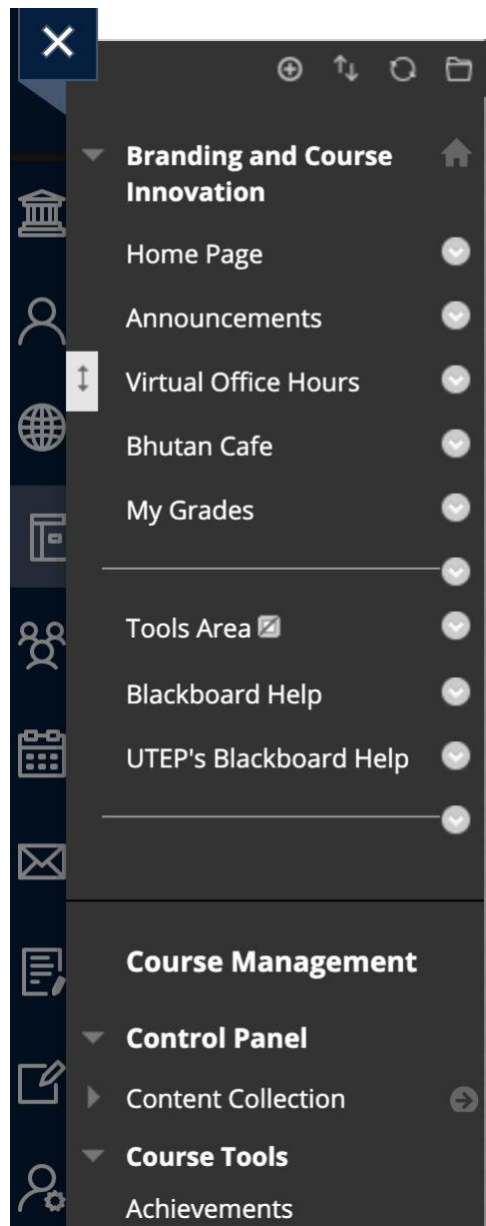 Branding and Course
Innovation
Home Page
Announcements
Virtual Office Hours
Bhutan Cafe
My Grades
Tools Area
Blackboard Help
UTEP's Blackboard Help
Course Management
Control Panel
Content Collection
Course Tools
Achievements